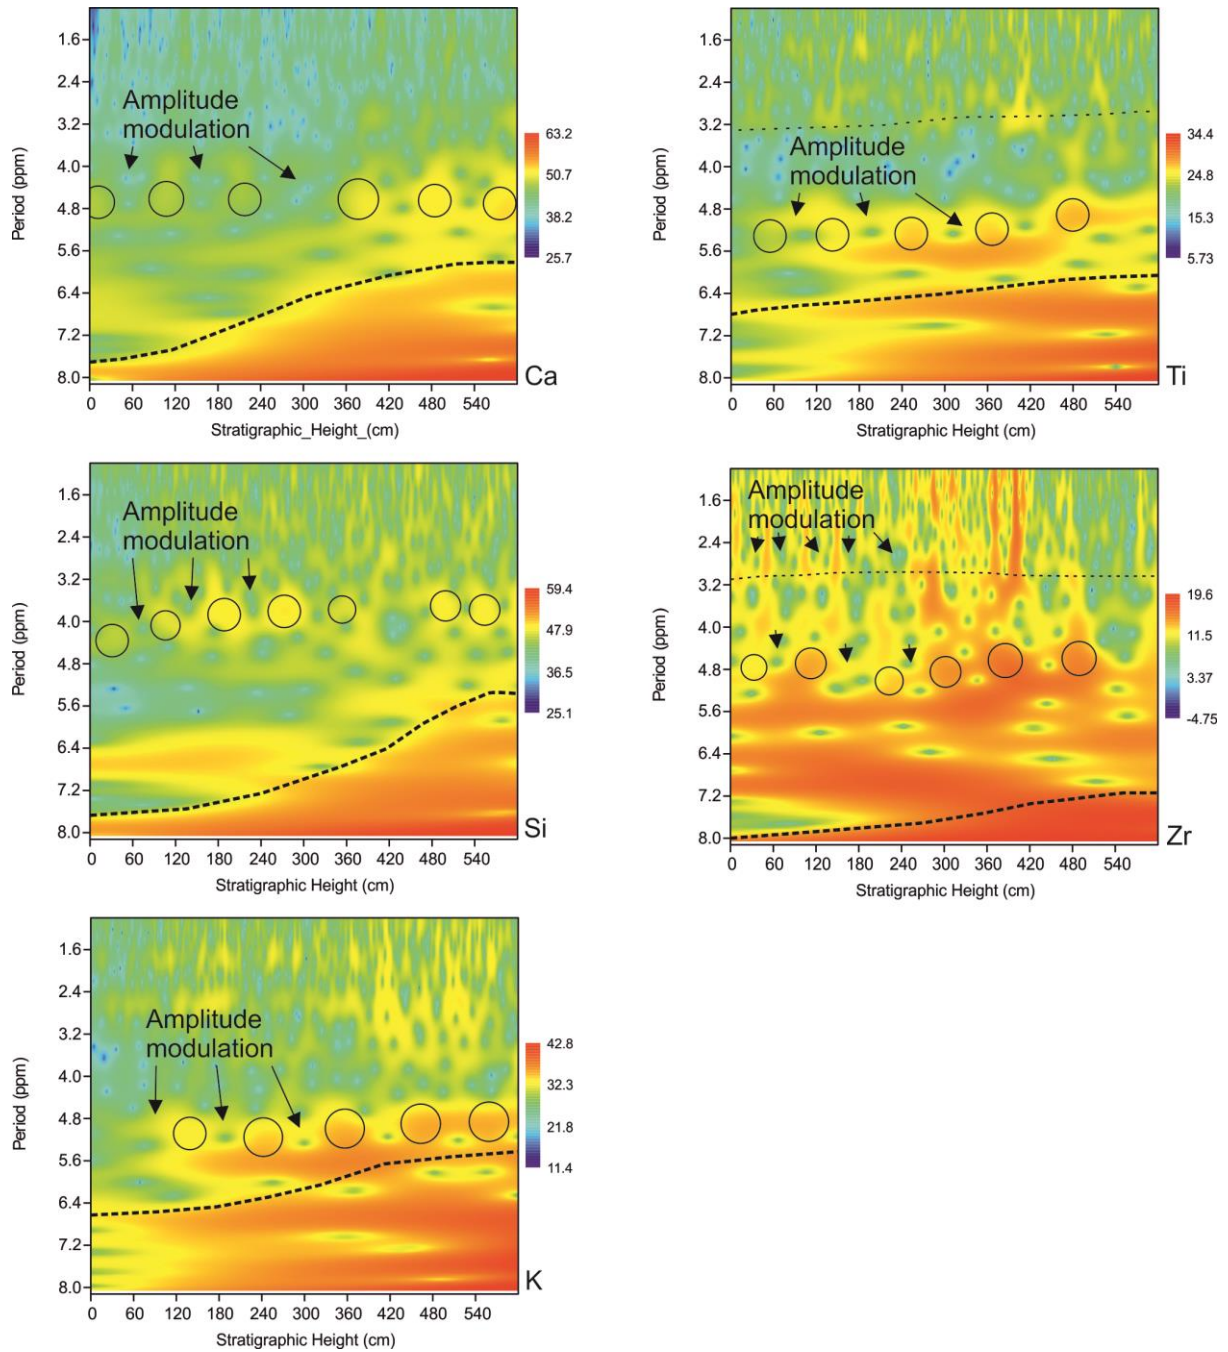 1.6
2.4
3.2
4.0
4.8
5.6
6.4
7.2
8.0
Period (ppm)
Amplitude
modulation
0 60 120 180 240 300 360 420 480 540
Stratigraphic_Height_(cm)
63.2
50.7
38.2
25.7
Ca
1.6
2.4
3.2
4.0
4.8
5.6
6.4
7.2
8.0
Period (ppm)
Amplitude
modulation
0 60 120 180 240 300 360 420 480 540
Stratigraphic Height (cm)
34.4
24.8
15.3
5.73
Ti
1.6
2.4
3.2
4.0
4.8
5.6
6.4
7.2
8.0
Period (ppm)
Amplitude
modulation
0 60 120 180 240 300 360 420 480 540
Stratigraphic Height (cm)
59.4
47.9
36.5
25.1
Si
1.6
2.4
3.2
4.0
4.8
5.6
6.4
7.2
8.0
Period (ppm)
Amplitude
modulation
0 60 120 180 240 300 360 420 480 540
Stratigraphic Height (cm)
19.6
11.5
3.37
-4.75
Zr
1.6
2.4
3.2
4.0
4.8
5.6
6.4
7.2
8.0
Period (ppm)
Amplitude
modulation
0 60 120 180 240 300 360 420 480 540
Stratigraphic Height (cm)
42.8
32.3
21.8
11.4
K